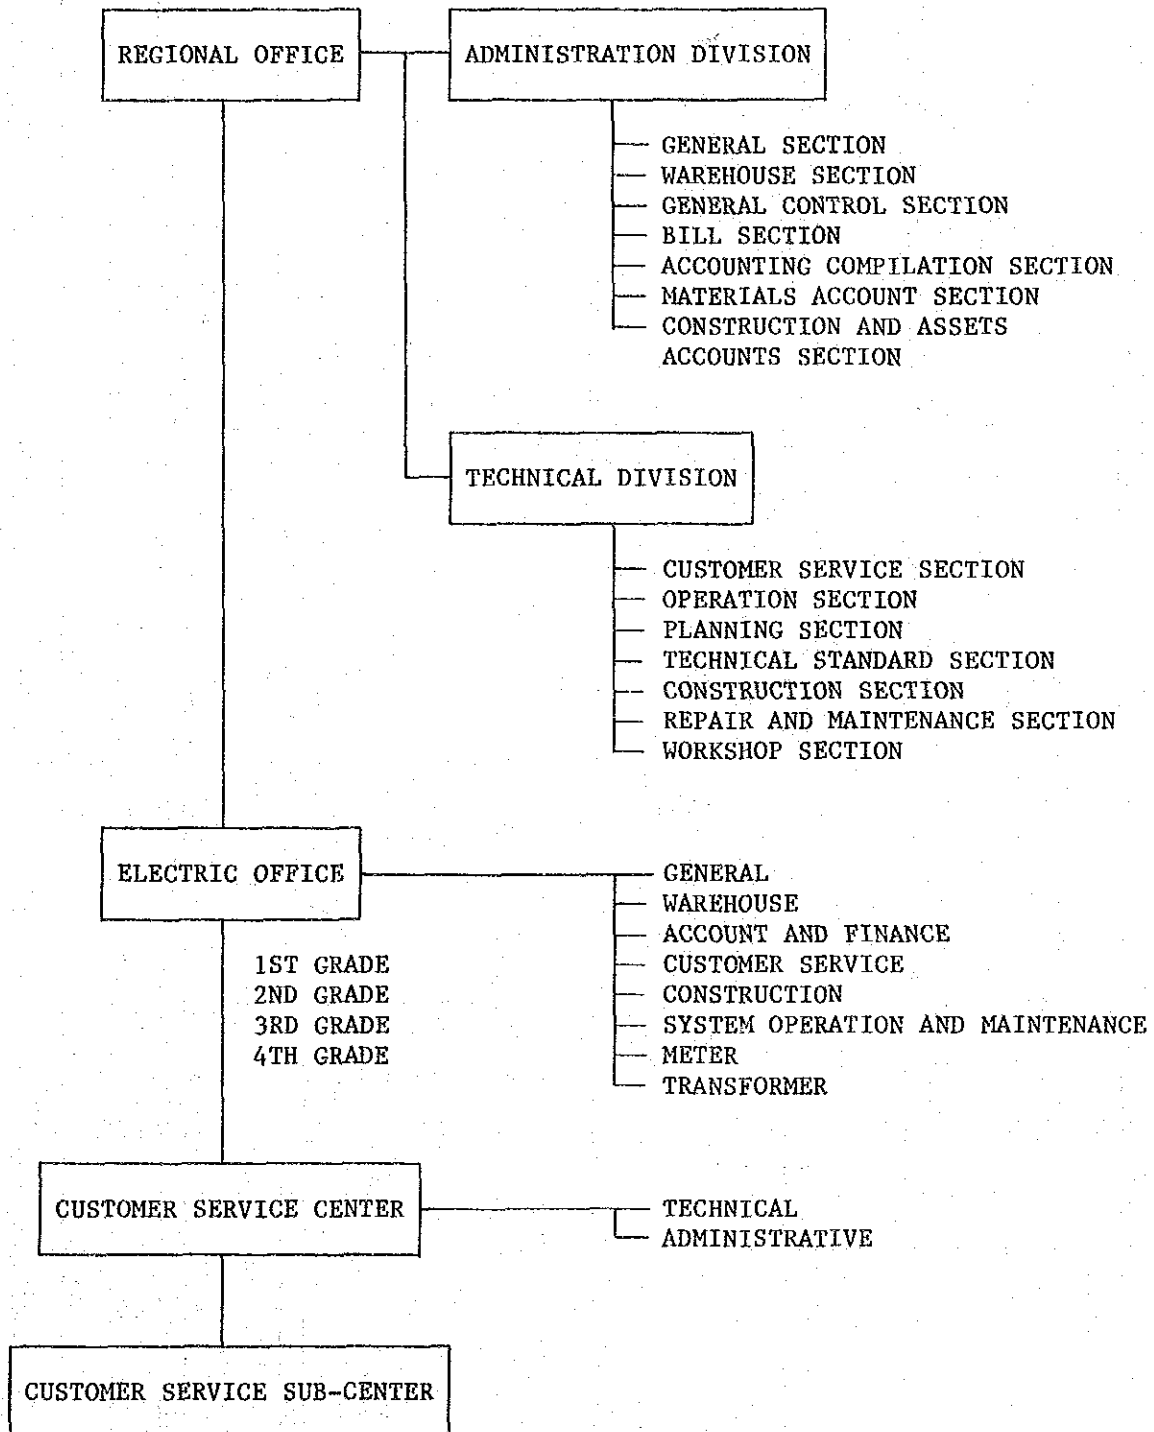 REGIONAL OFFICE
ADMINISTRATION DIVISION
GENERAL SECTION
WAREHOUSE SECTION
GENERAL CONTROL SECTION
BILL SECTION
ACCOUNTING COMPILATION SECTION
MATERIALS ACCOUNT SECTION
CONSTRUCTION AND ASSETS
ACCOUNTS SECTION
TECHNICAL DIVISION
CUSTOMER SERVICE SECTION
OPERATION SECTION
PLANNING SECTION
TECHNICAL STANDARD SECTION
CONSTRUCTION SECTION
REPAIR AND MAINTENANCE SECTION
WORKSHOP SECTION
ELECTRIC OFFICE
1ST GRADE
2ND GRADE
3RD GRADE
4TH GRADE
GENERAL
WAREHOUSE
ACCOUNT AND FINANCE
CUSTOMER SERVICE
CONSTRUCTION
SYSTEM OPERATION AND MAINTENANCE
METER
TRANSFORMER
CUSTOMER SERVICE CENTER
TECHNICAL
ADMINISTRATIVE
CUSTOMER SERVICE SUB-CENTER